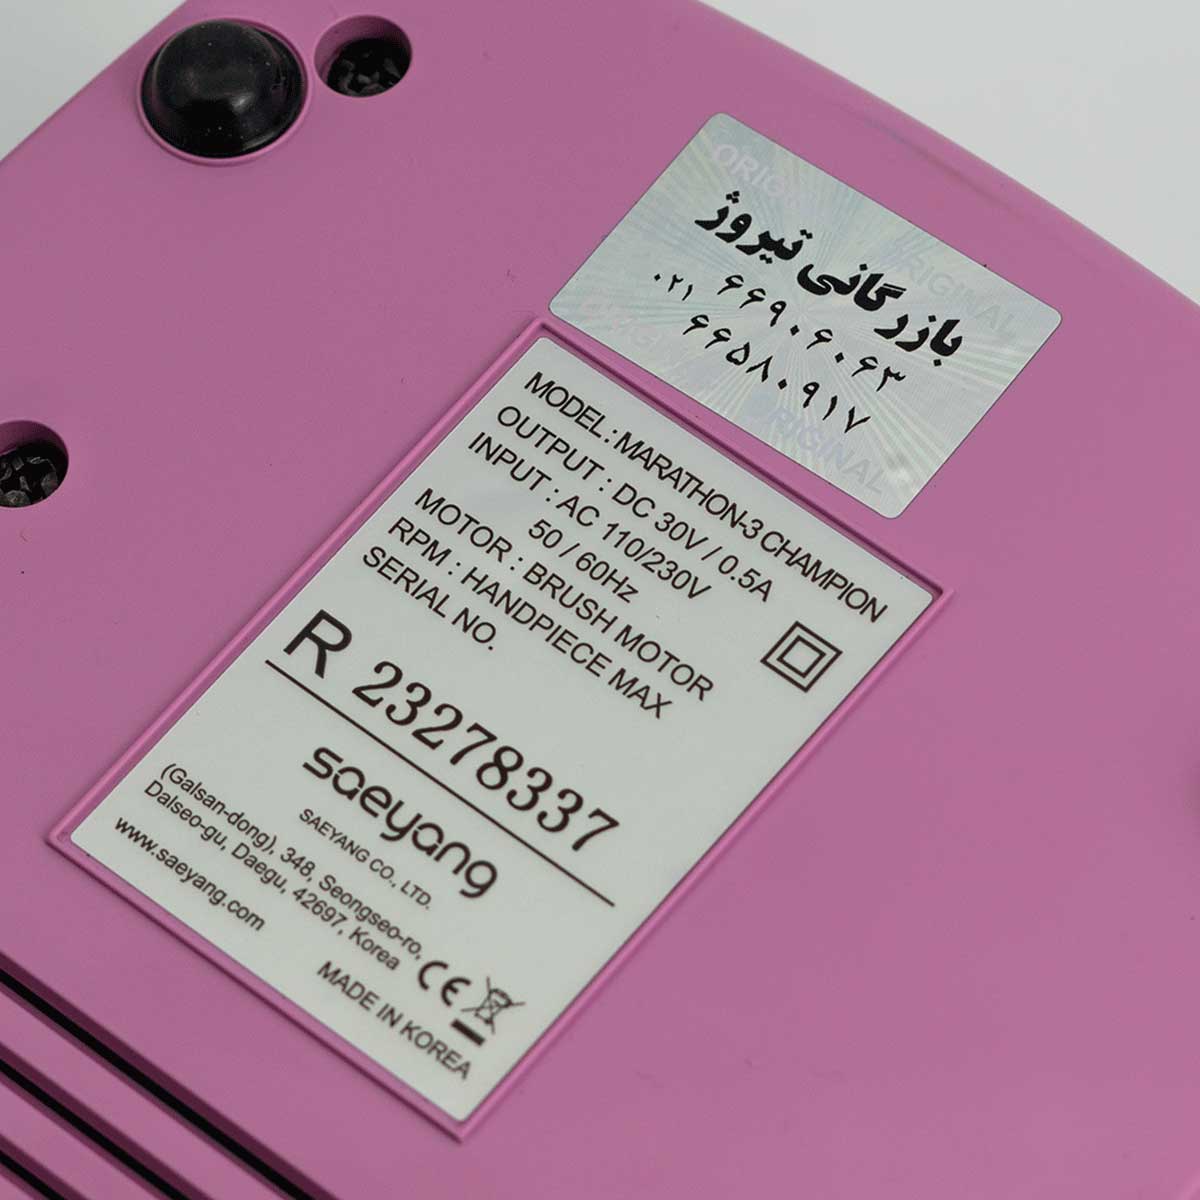 بازرگانی تیروژ
۰۲۱ ۶۶۹۰۶۰۶۳
۶۶۵۸۰۹۱۷
ORIGINAL
ORIGINAL
MODEL : MARATHON-3 CHAMPION
OUTPUT : DC 30V / 0.5A
INPUT : AC 110/230V
50 / 60Hz
MOTOR : BRUSH MOTOR
RPM : HANDPIECE MAX
SERIAL NO.
R 23278337
saeyang
SAEYANG CO., LTD.
(Galsan-dong), 348, Seongseo-ro,
Dalseo-gu, Daegu, 42697, Korea
www.saeyang.com
CE
MADE IN KOREA